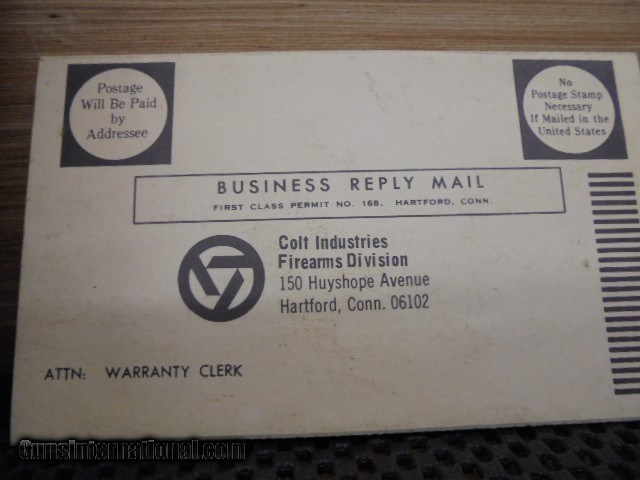 Postage
Will Be Paid
by
Addressee
No
Postage Stamp
Necessary
If Mailed in the
United States
BUSINESS REPLY MAIL
FIRST CLASS PERMIT NO. 168, HARTFORD, CONN.
Colt Industries
Firearms Division
150 Huyshope Avenue
Hartford, Conn. 06102
ATTN: WARRANTY CLERK
GunsInternational.com